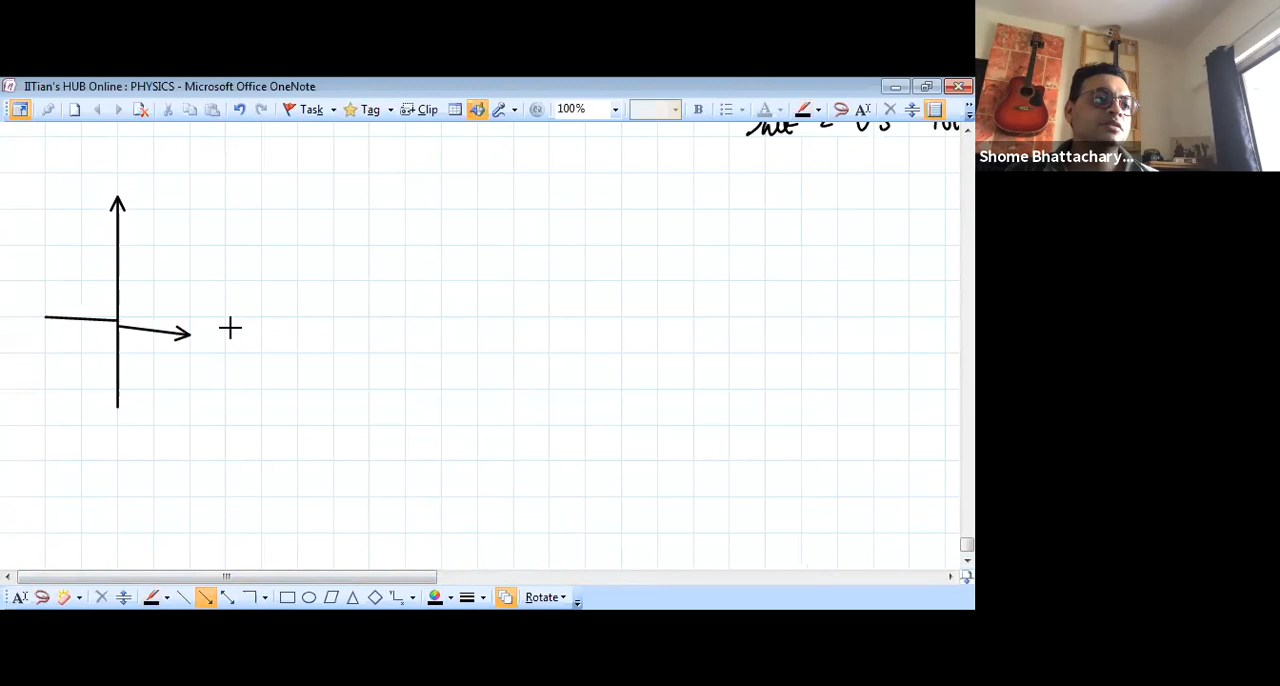 IITian's HUB Online : PHYSICS - Microsoft Office OneNote
Task Tag Clip 100% B A
Shome Bhattachary...
A Rotate